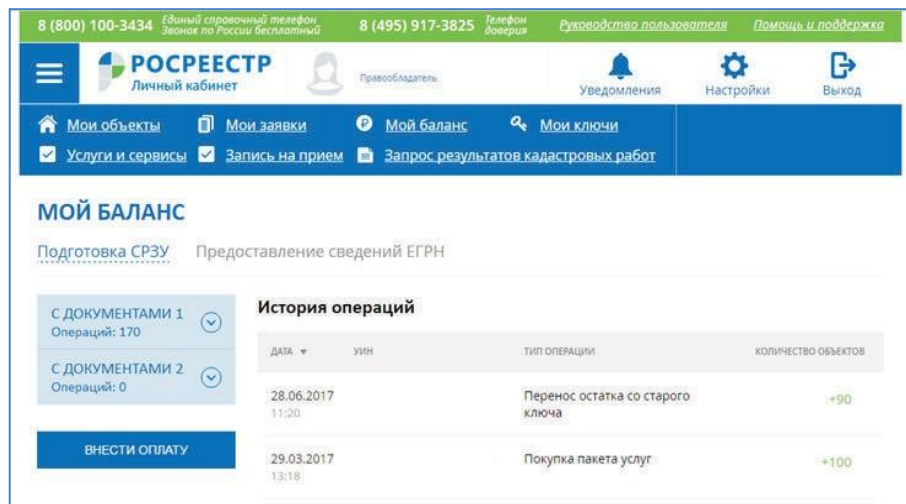 8 (800) 100-3434 Единый справочный телефон Звонок по России бесплатный 8 (495) 917-3825 Телефон доверия Руководство пользователя Помощь и поддержка
РОСРЕЕСТР
Личный кабинет
Правообладатель
Уведомления Настройки Выход
Мои объекты Мои заявки Мой баланс Мои ключи
Услуги и сервисы Запись на прием Запрос результатов кадастровых работ
МОЙ БАЛАНС
Подготовка СРЗУ Предоставление сведений ЕГРН
С ДОКУМЕНТАМИ 1
Операций: 170
С ДОКУМЕНТАМИ 2
Операций: 0
ВНЕСТИ ОПЛАТУ
История операций
ДАТА УИН ТИП ОПЕРАЦИИ КОЛИЧЕСТВО ОБЪЕКТОВ
28.06.2017 Перенос остатка со старого +90
11:20 ключа
29.03.2017 Покупка пакета услуг +100
13:18